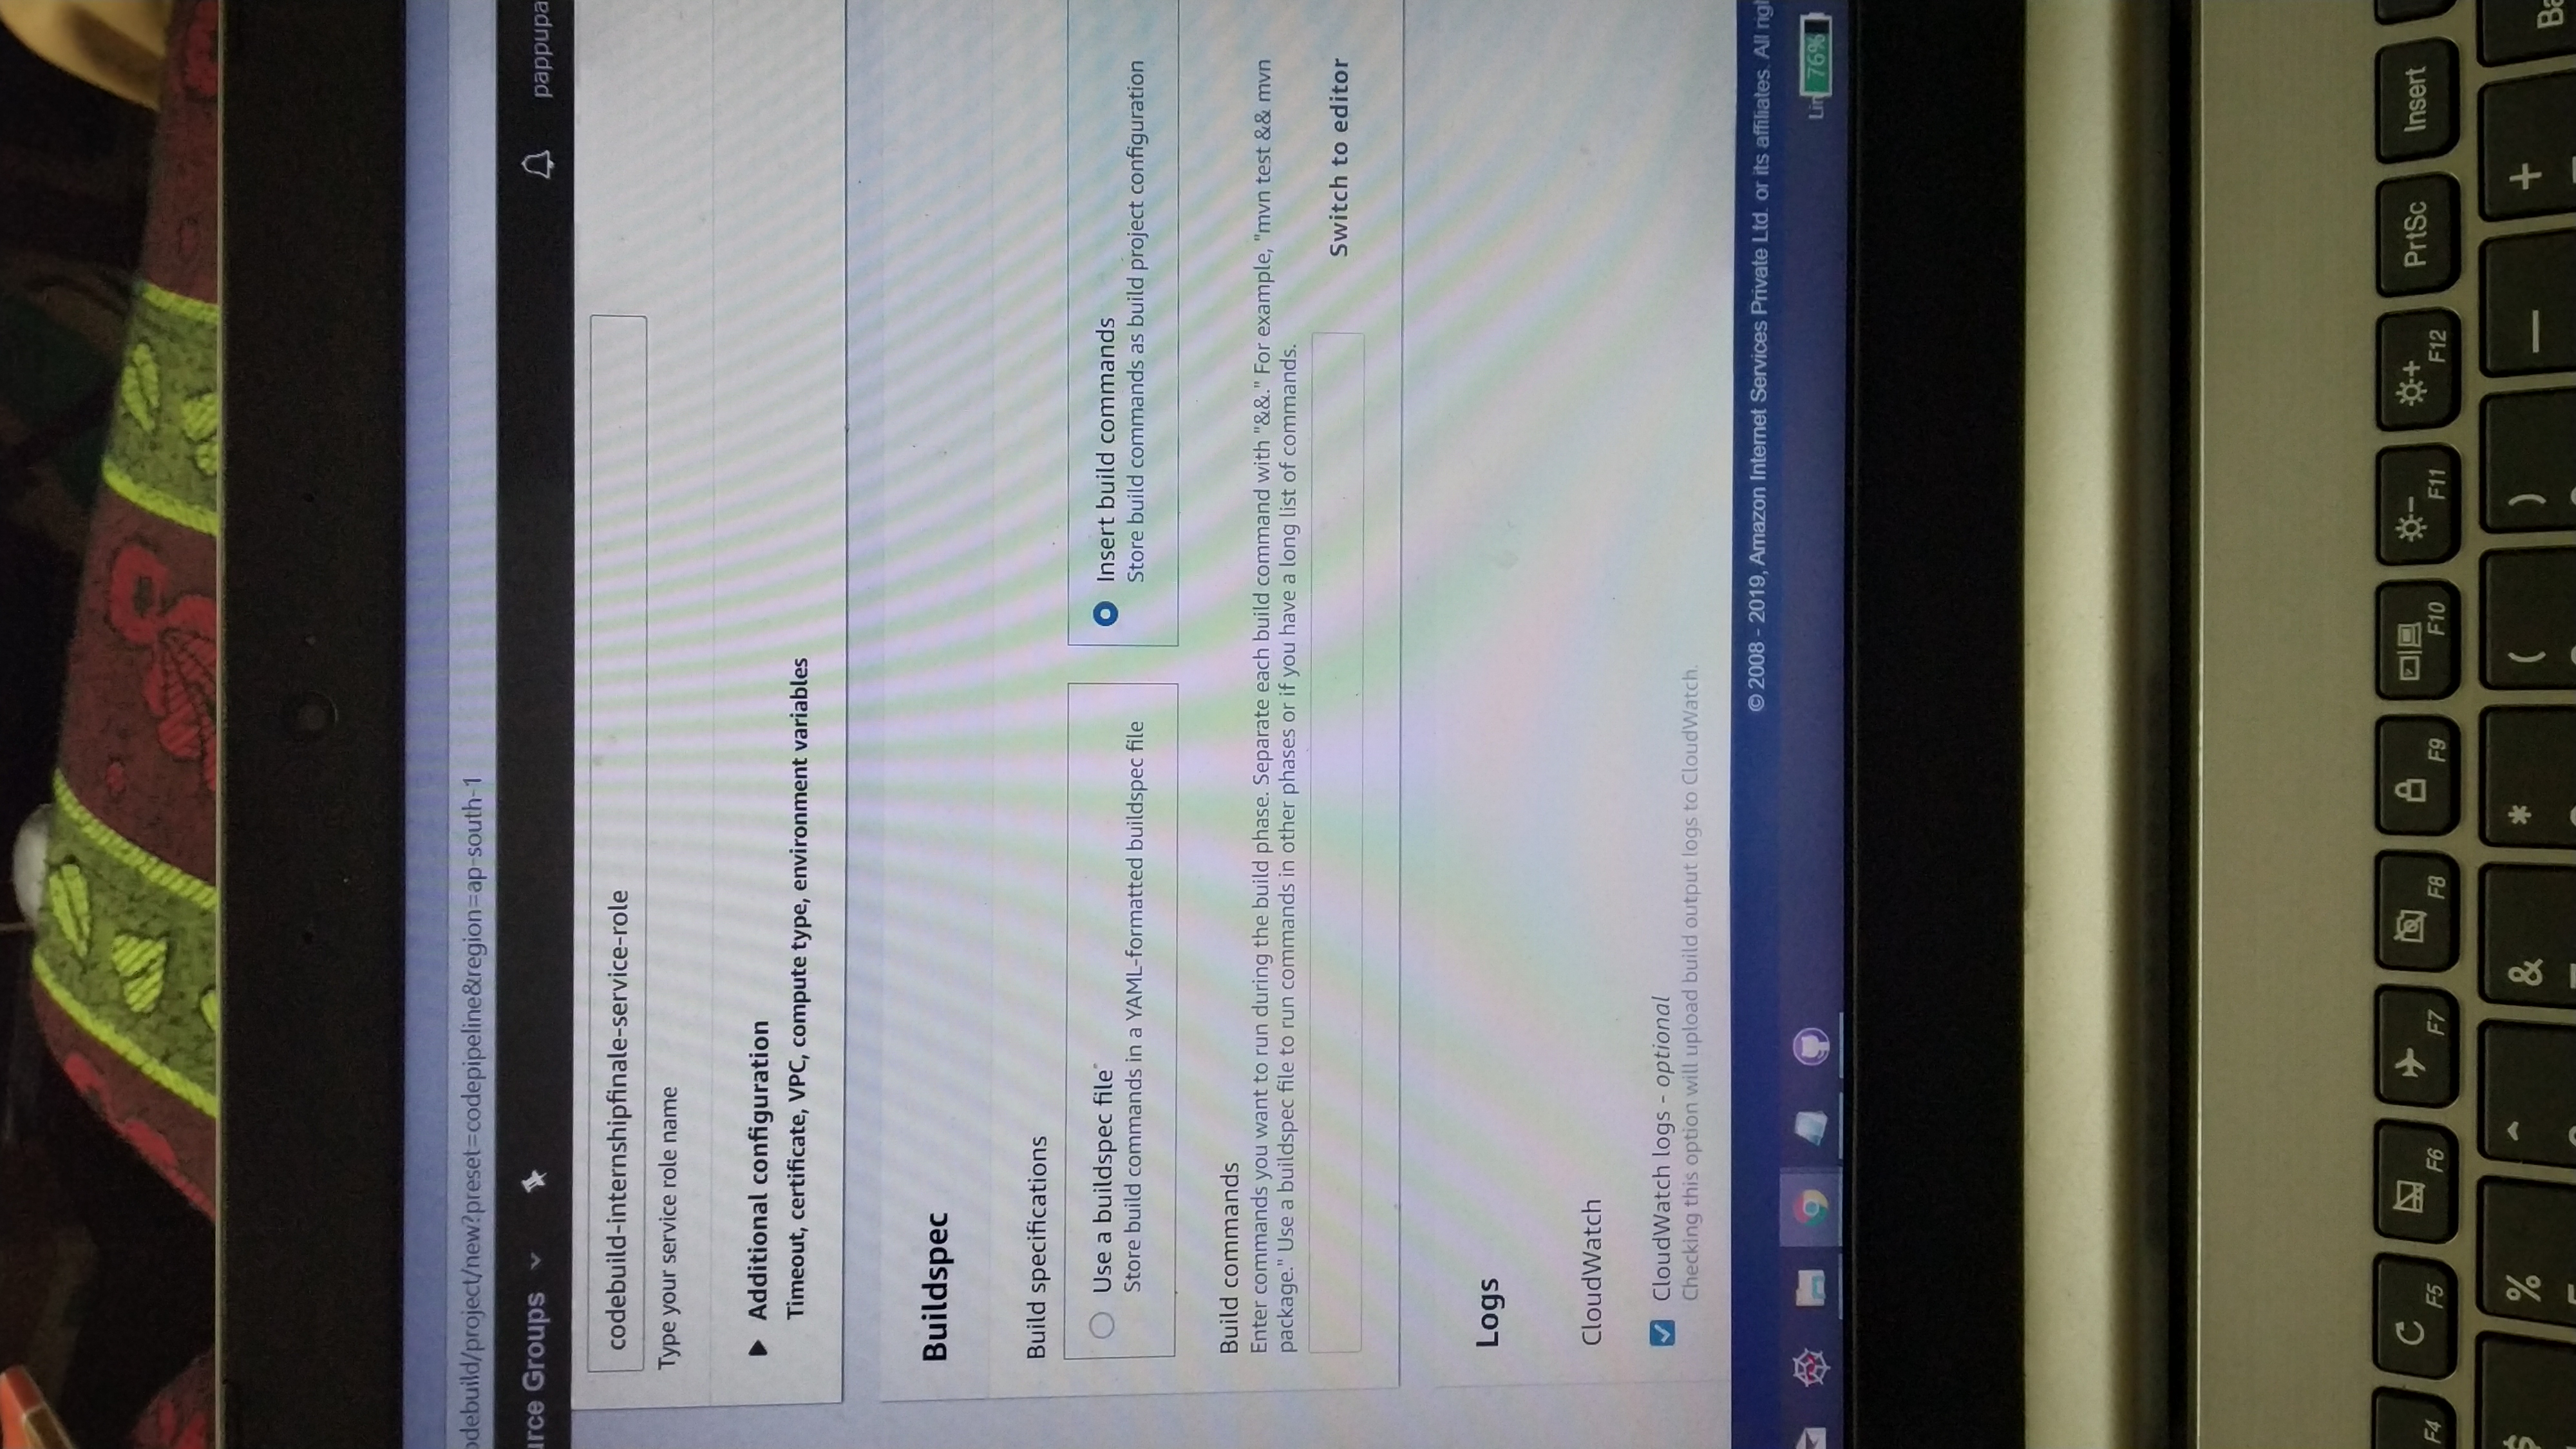 odebuild/project/new?preset=codepipeline&region=ap-south-1
urce Groups
pappupa
codebuild-internshipfinale-service-role
Type your service role name
Additional configuration
Timeout, certificate, VPC, compute type, environment variables
Buildspec
Build specifications
Use a buildspec file
Store build commands in a YAML-formatted buildspec file
Insert build commands
Store build commands as build project configuration
Build commands
Enter commands you want to run during the build phase. Separate each build command with "&&." For example, "mvn test && mvn
package." Use a buildspec file to run commands in other phases or if you have a long list of commands.
Switch to editor
Logs
CloudWatch
CloudWatch logs - optional
Checking this option will upload build output logs to CloudWatch.
© 2008 - 2019, Amazon Internet Services Private Ltd. or its affiliates. All rig
Lin 76%
F4 F5 F6 F7 F8 F9 F10 F11 F12 PrtSc Insert
$ % ^ & * ( ) — + Ba